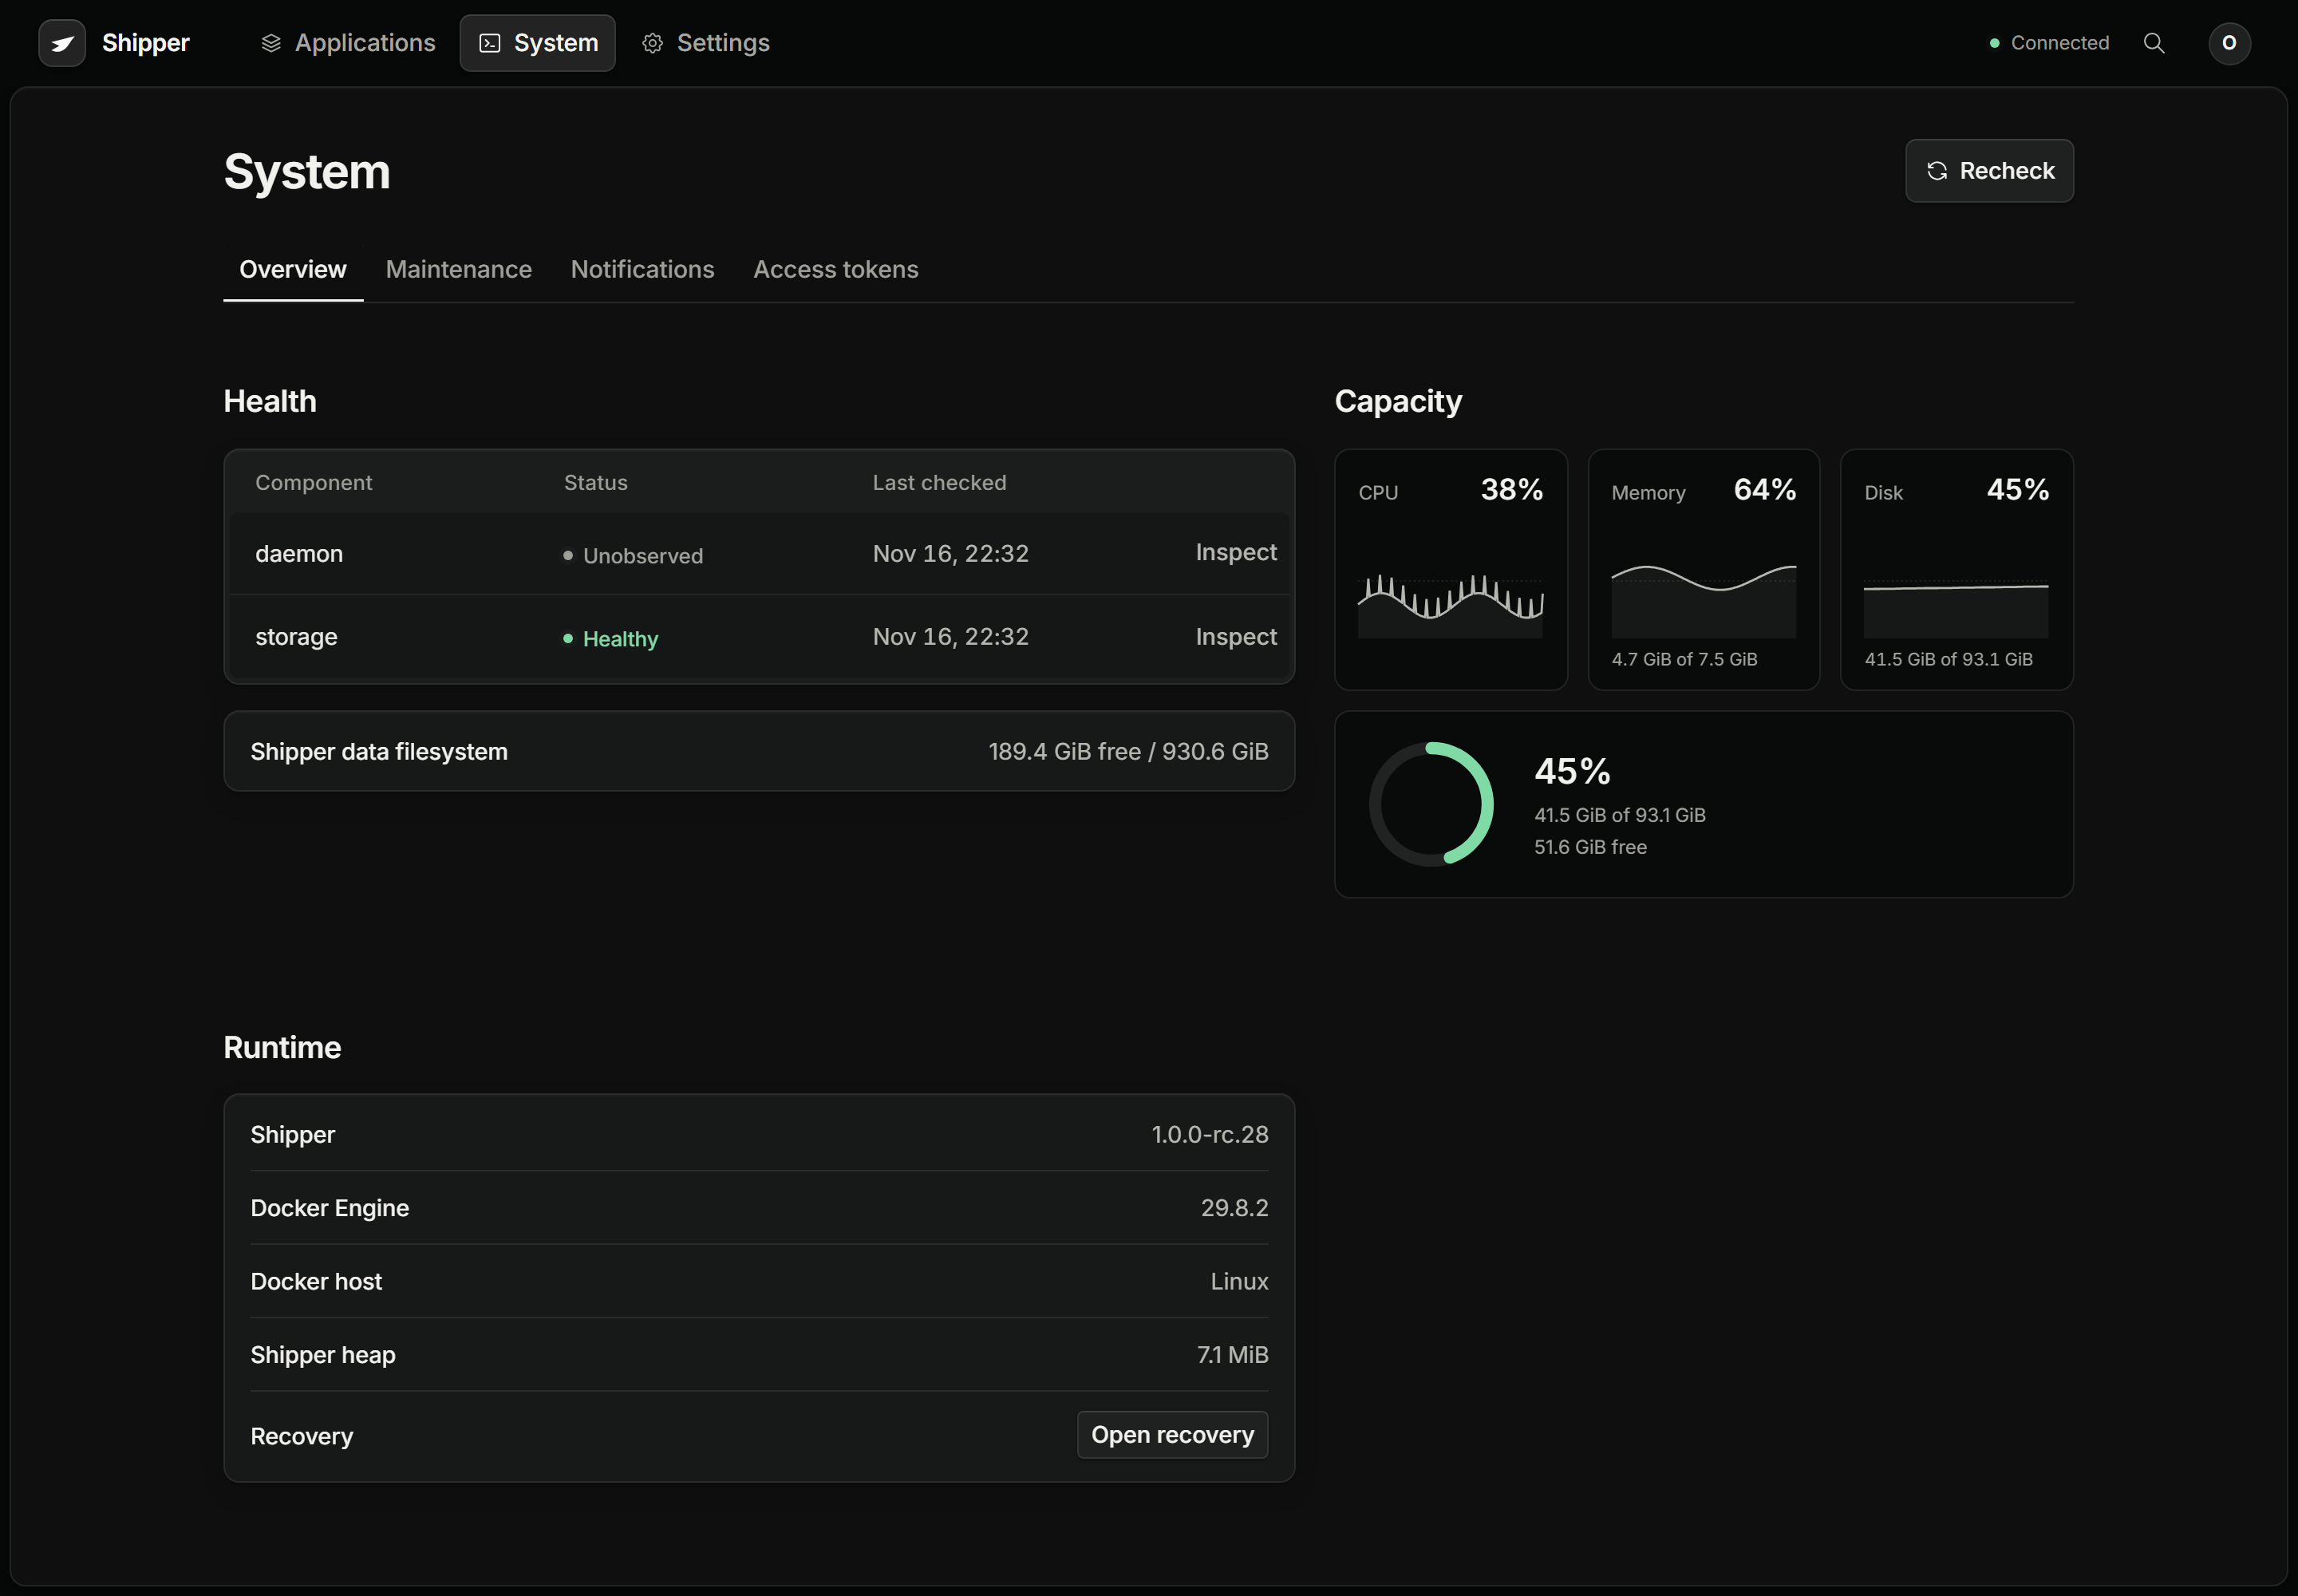 Shipper
Applications
System
Settings
Connected
O
System
Recheck
Overview
Maintenance
Notifications
Access tokens
Health
Component Status Last checked
daemon Unobserved Nov 16, 22:32 Inspect
storage Healthy Nov 16, 22:32 Inspect
Shipper data filesystem 189.4 GiB free / 930.6 GiB
Capacity
CPU 38%
Memory 64%
4.7 GiB of 7.5 GiB
Disk 45%
41.5 GiB of 93.1 GiB
45%
41.5 GiB of 93.1 GiB
51.6 GiB free
Runtime
Shipper 1.0.0-rc.28
Docker Engine 29.8.2
Docker host Linux
Shipper heap 7.1 MiB
Recovery Open recovery